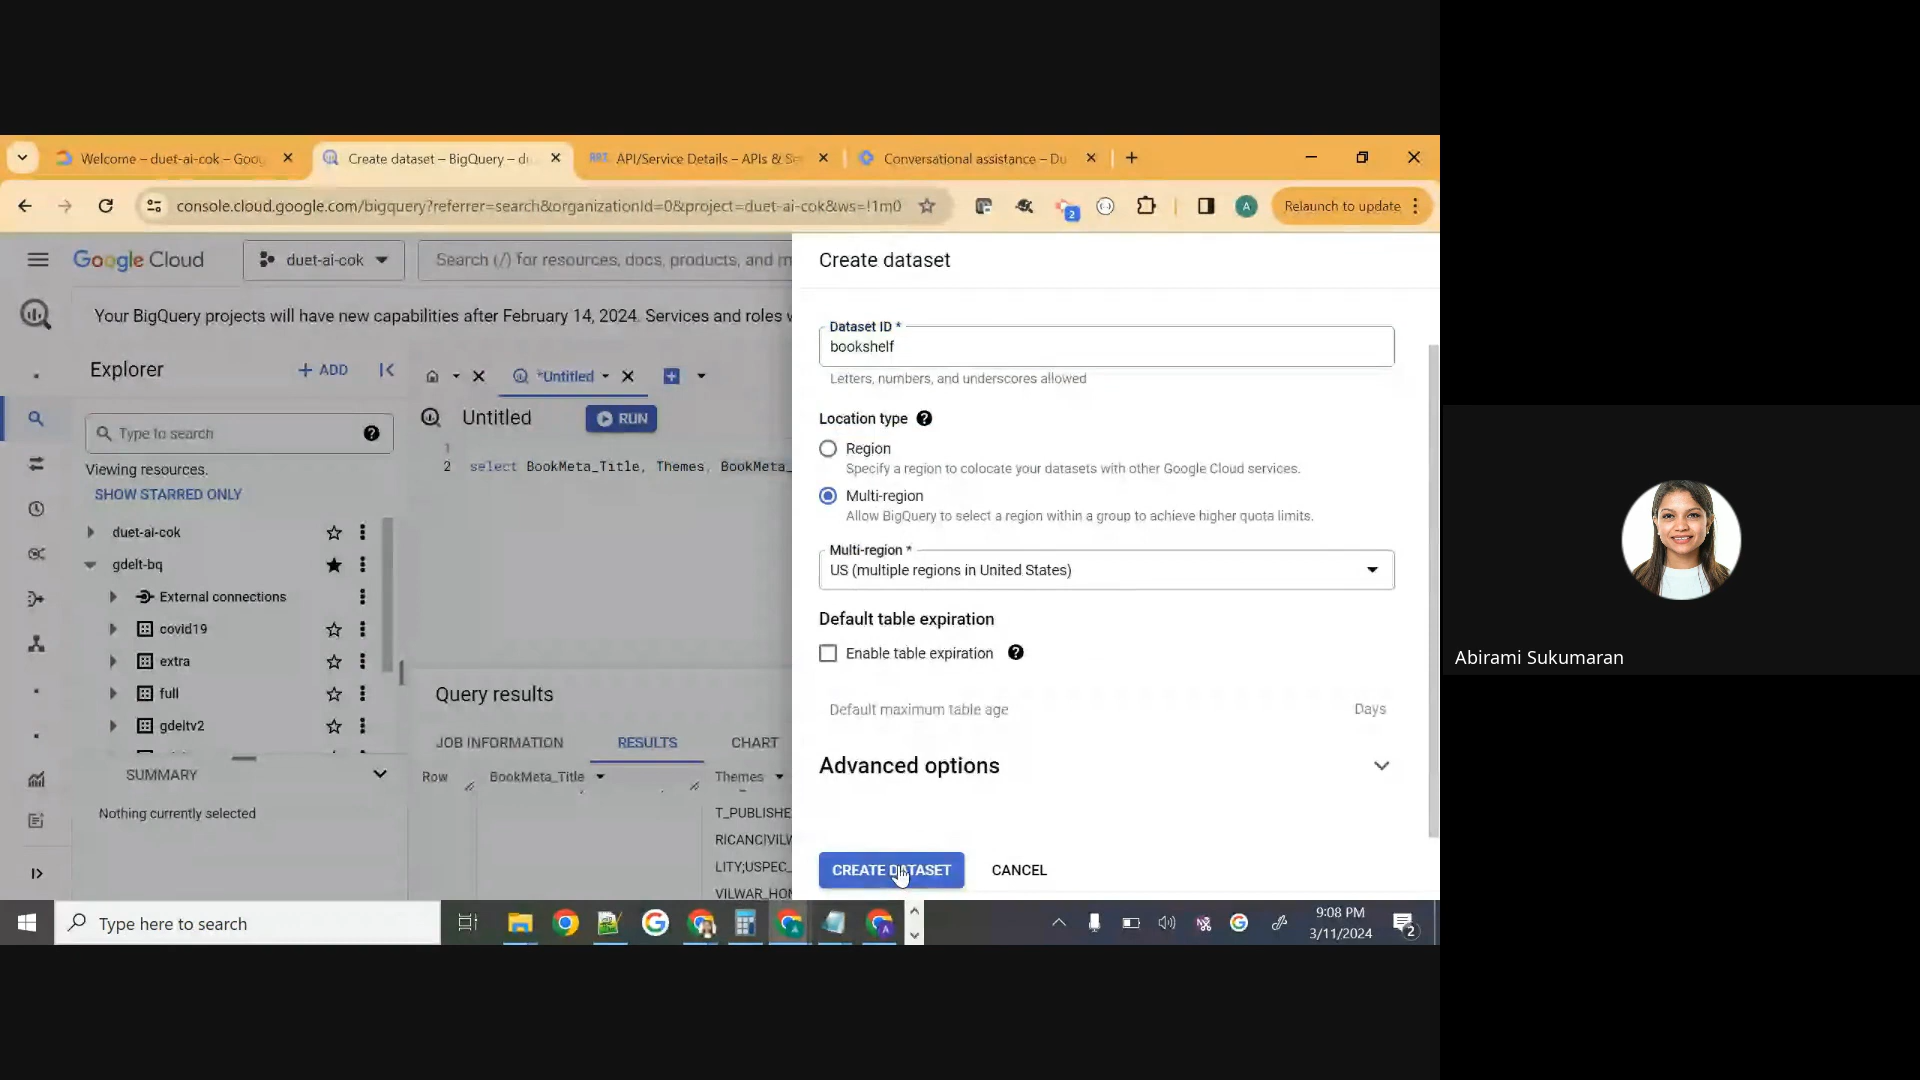 Welcome – duet-ai-cok – Goog
Create dataset – BigQuery – du
API/Service Details – APIs & Se
Conversational assistance – Du
console.cloud.google.com/bigquery?referrer=search&organizationId=0&project=duet-ai-cok&ws=!1m0
2
A
Relaunch to update
Google Cloud
duet-ai-cok
Search (/) for resources, docs, products, and m
Create dataset
Your BigQuery projects will have new capabilities after February 14, 2024. Services and roles w
Explorer
+ ADD
*Untitled
Dataset ID *
bookshelf
Letters, numbers, and underscores allowed
Untitled
RUN
Type to search
Location type
Region
Specify a region to colocate your datasets with other Google Cloud services.
1
2 select BookMeta_Title, Themes, BookMeta_
Viewing resources.
SHOW STARRED ONLY
Multi-region
Allow BigQuery to select a region within a group to achieve higher quota limits.
duet-ai-cok
gdelt-bq
External connections
covid19
extra
full
gdeltv2
Multi-region *
US (multiple regions in United States)
Default table expiration
Enable table expiration
Default maximum table age
Days
Query results
JOB INFORMATION
RESULTS
CHART
Row
BookMeta_Title
Themes
Advanced options
SUMMARY
Nothing currently selected
T_PUBLISHE
RICAN|VILW
LITY;USPEC_
VILWAR_HON
CREATE DATASET
CANCEL
Type here to search
9:08 PM
3/11/2024
2
Abirami Sukumaran